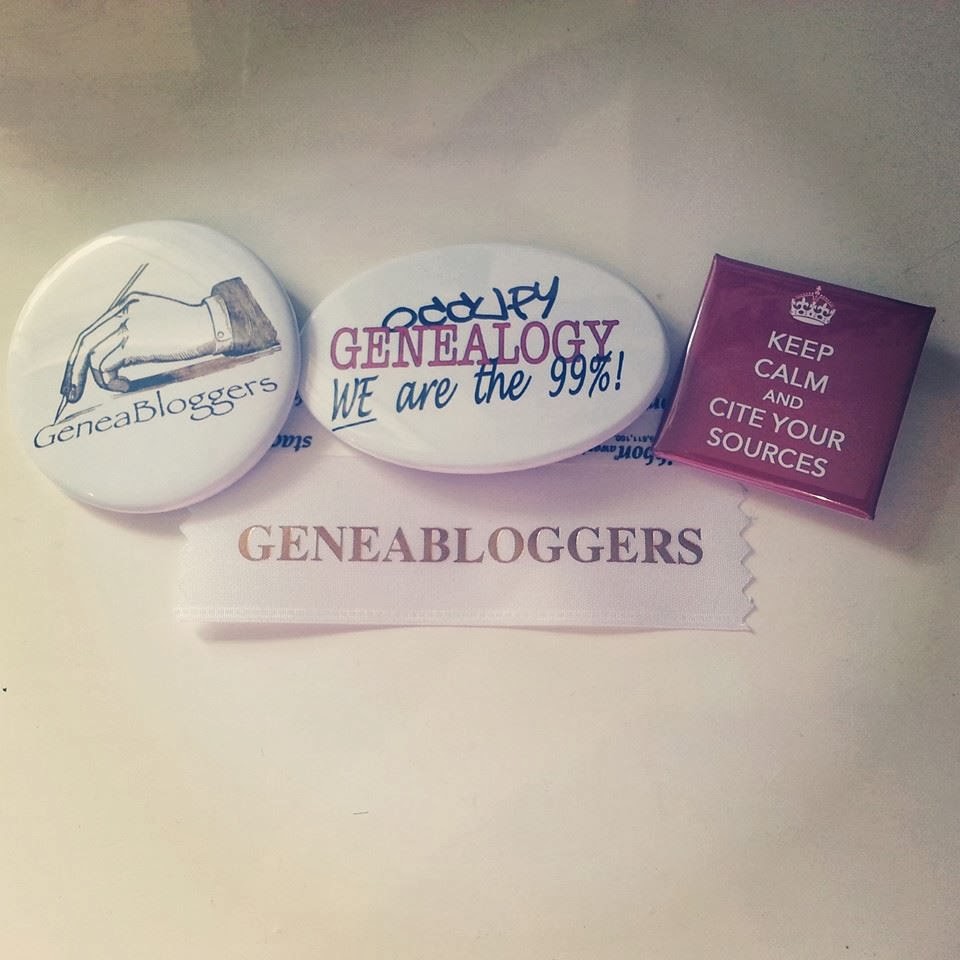 GeneaBloggers
OCCUPY
GENEALOGY
WE are the 99%!
KEEP
CALM
AND
CITE YOUR
SOURCES
GENEABLOGGERS